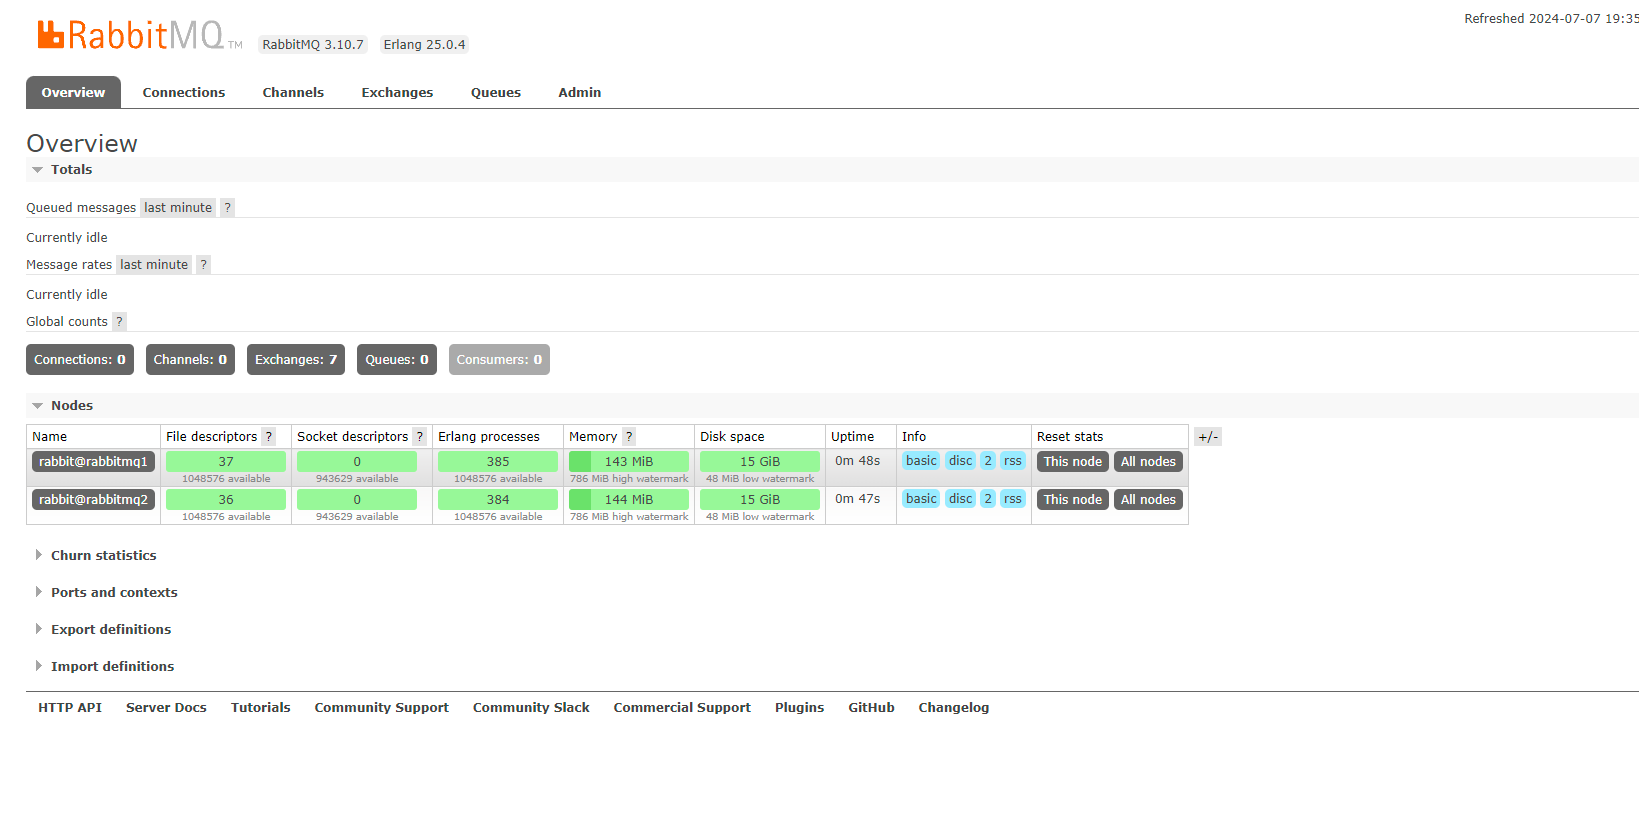 RabbitMQ TM RabbitMQ 3.10.7 Erlang 25.0.4
Refreshed 2024-07-07 19:35
Overview Connections Channels Exchanges Queues Admin
Overview
Totals
Queued messages last minute ?
Currently idle
Message rates last minute ?
Currently idle
Global counts ?
Connections: 0 Channels: 0 Exchanges: 7 Queues: 0 Consumers: 0
Nodes
Name File descriptors ? Socket descriptors ? Erlang processes Memory ? Disk space Uptime Info Reset stats +/-
rabbit@rabbitmq1 37 0 385 143 MiB 15 GiB 0m 48s basic disc 2 rss This node All nodes
1048576 available 943629 available 1048576 available 786 MiB high watermark 48 MiB low watermark
rabbit@rabbitmq2 36 0 384 144 MiB 15 GiB 0m 47s basic disc 2 rss This node All nodes
1048576 available 943629 available 1048576 available 786 MiB high watermark 48 MiB low watermark
Churn statistics
Ports and contexts
Export definitions
Import definitions
HTTP API Server Docs Tutorials Community Support Community Slack Commercial Support Plugins GitHub Changelog